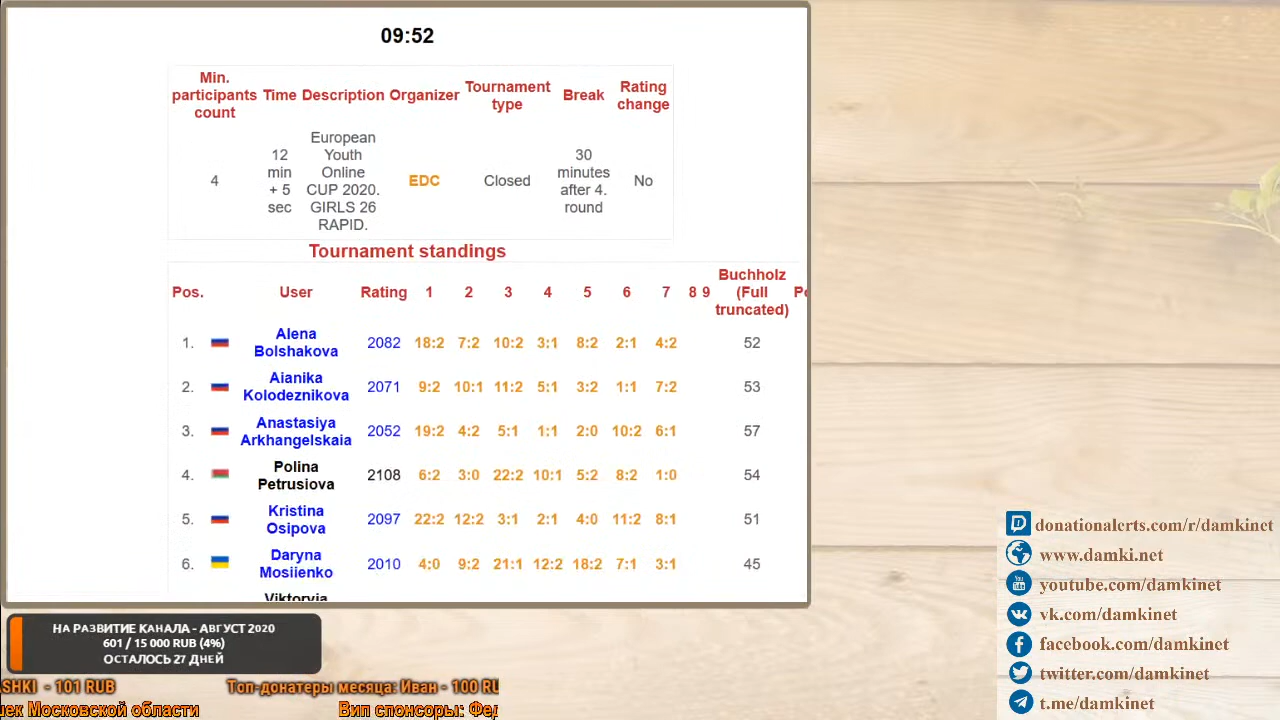 09:52
Min. participants count Time Description Organizer Tournament type Break Rating change
4 12 min + 5 sec European Youth Online CUP 2020. GIRLS 26 RAPID. EDC Closed 30 minutes after 4. round No
Tournament standings
Pos. User Rating 1 2 3 4 5 6 7 8 9 Buchholz (Full truncated)
1. Alena Bolshakova 2082 18:2 7:2 10:2 3:1 8:2 2:1 4:2 52
2. Aianika Kolodeznikova 2071 9:2 10:1 11:2 5:1 3:2 1:1 7:2 53
3. Anastasiya Arkhangelskaia 2052 19:2 4:2 5:1 1:1 2:0 10:2 6:1 57
4. Polina Petrusiova 2108 6:2 3:0 22:2 10:1 5:2 8:2 1:0 54
5. Kristina Osipova 2097 22:2 12:2 3:1 2:1 4:0 11:2 8:1 51
6. Daryna Mosiienko 2010 4:0 9:2 21:1 12:2 18:2 7:1 3:1 45
Viktoryia
donationalerts.com/r/damkinet
www.damki.net
youtube.com/damkinet
vk.com/damkinet
facebook.com/damkinet
twitter.com/damkinet
t.me/damkinet
НА РАЗВИТИЕ КАНАЛА - АВГУСТ 2020
601 / 15 000 RUB (4%)
ОСТАЛОСЬ 27 ДНЕЙ
ASHKI - 101 RUB Топ-донатеры месяца: Иван - 100 RU
шек Московской области Вип спонсоры: Фед